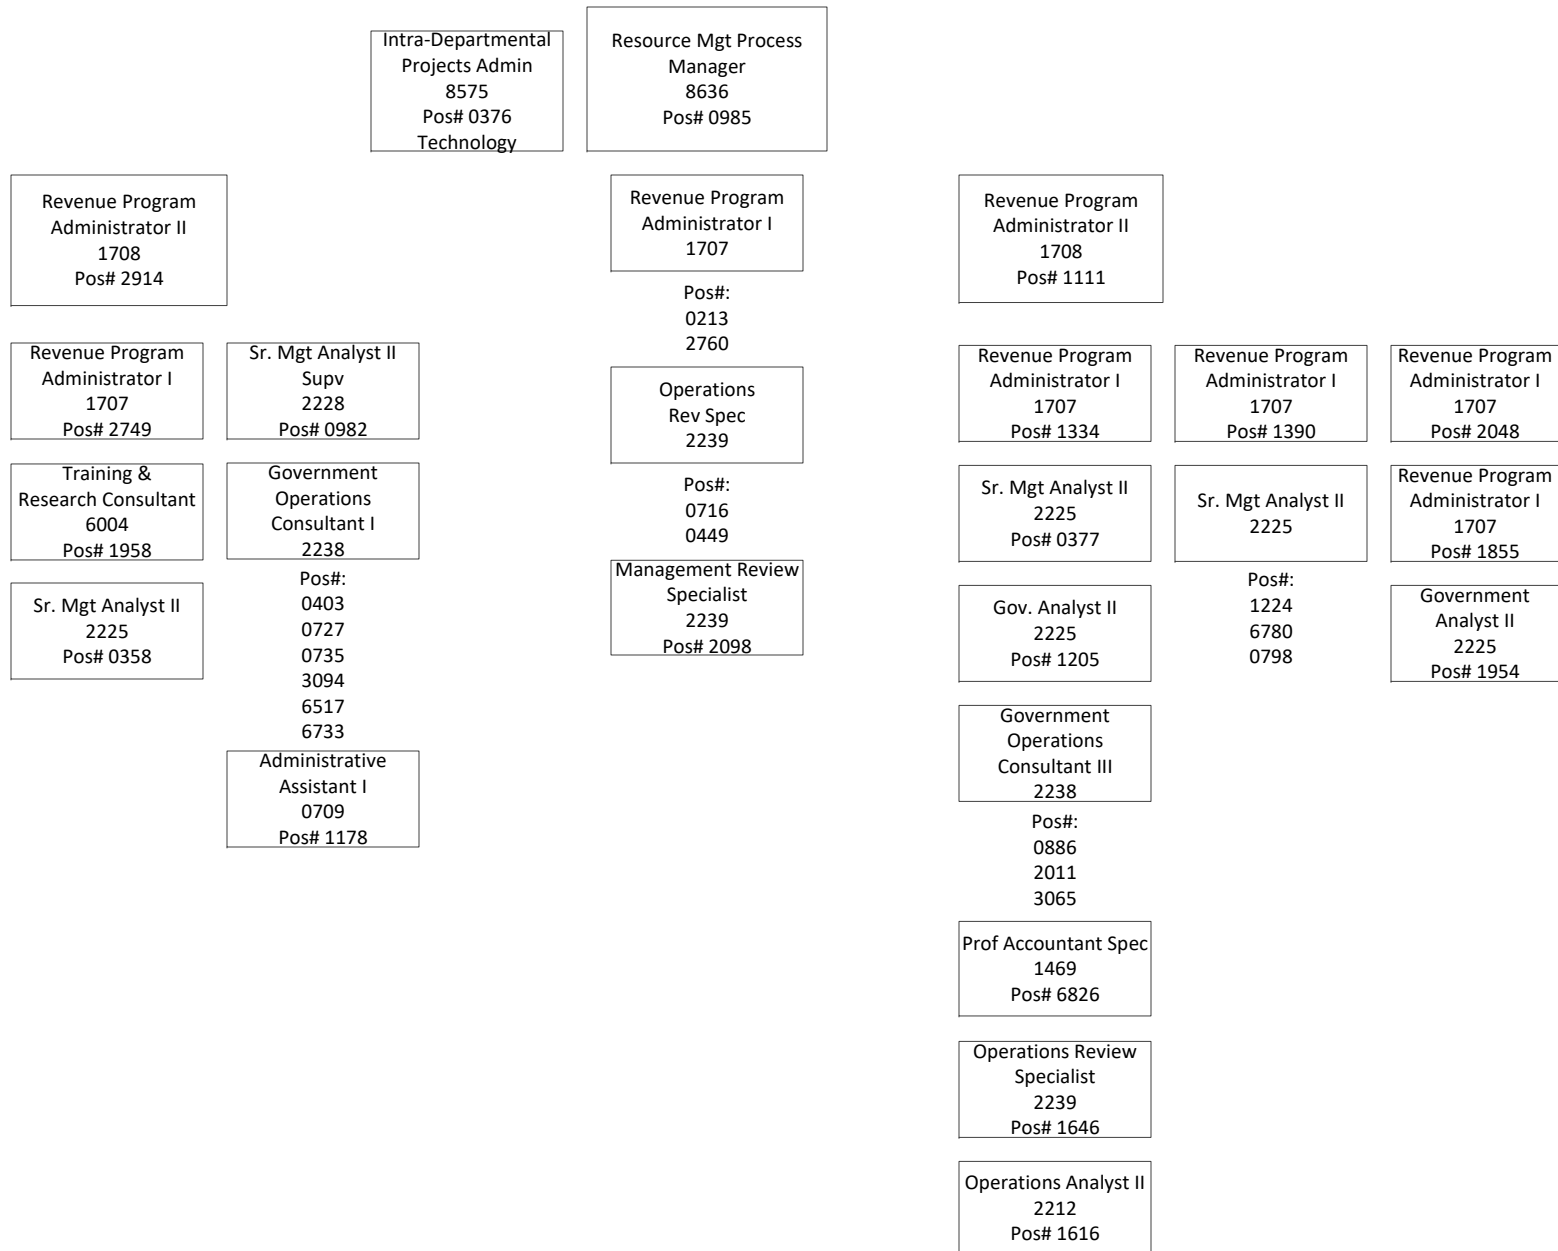 Intra-Departmental
Projects Admin
8575
Pos# 0376
Technology
Resource Mgt Process
Manager
8636
Pos# 0985
Revenue Program
Administrator II
1708
Pos# 2914
Revenue Program
Administrator I
1707
Pos# 2749
Training &
Research Consultant
6004
Pos# 1958
Sr. Mgt Analyst II
2225
Pos# 0358
Sr. Mgt Analyst II
Supv
2228
Pos# 0982
Government
Operations
Consultant I
2238
Pos#:
0403
0727
0735
3094
6517
6733
Administrative
Assistant I
0709
Pos# 1178
Revenue Program
Administrator I
1707
Pos#:
0213
2760
Operations
Rev Spec
2239
Pos#:
0716
0449
Management Review
Specialist
2239
Pos# 2098
Revenue Program
Administrator II
1708
Pos# 1111
Revenue Program
Administrator I
1707
Pos# 1334
Sr. Mgt Analyst II
2225
Pos# 0377
Gov. Analyst II
2225
Pos# 1205
Government
Operations
Consultant III
2238
Pos#:
0886
2011
3065
Prof Accountant Spec
1469
Pos# 6826
Operations Review
Specialist
2239
Pos# 1646
Operations Analyst II
2212
Pos# 1616
Revenue Program
Administrator I
1707
Pos# 1390
Sr. Mgt Analyst II
2225
Pos#:
1224
6780
0798
Revenue Program
Administrator I
1707
Pos# 2048
Revenue Program
Administrator I
1707
Pos# 1855
Government
Analyst II
2225
Pos# 1954